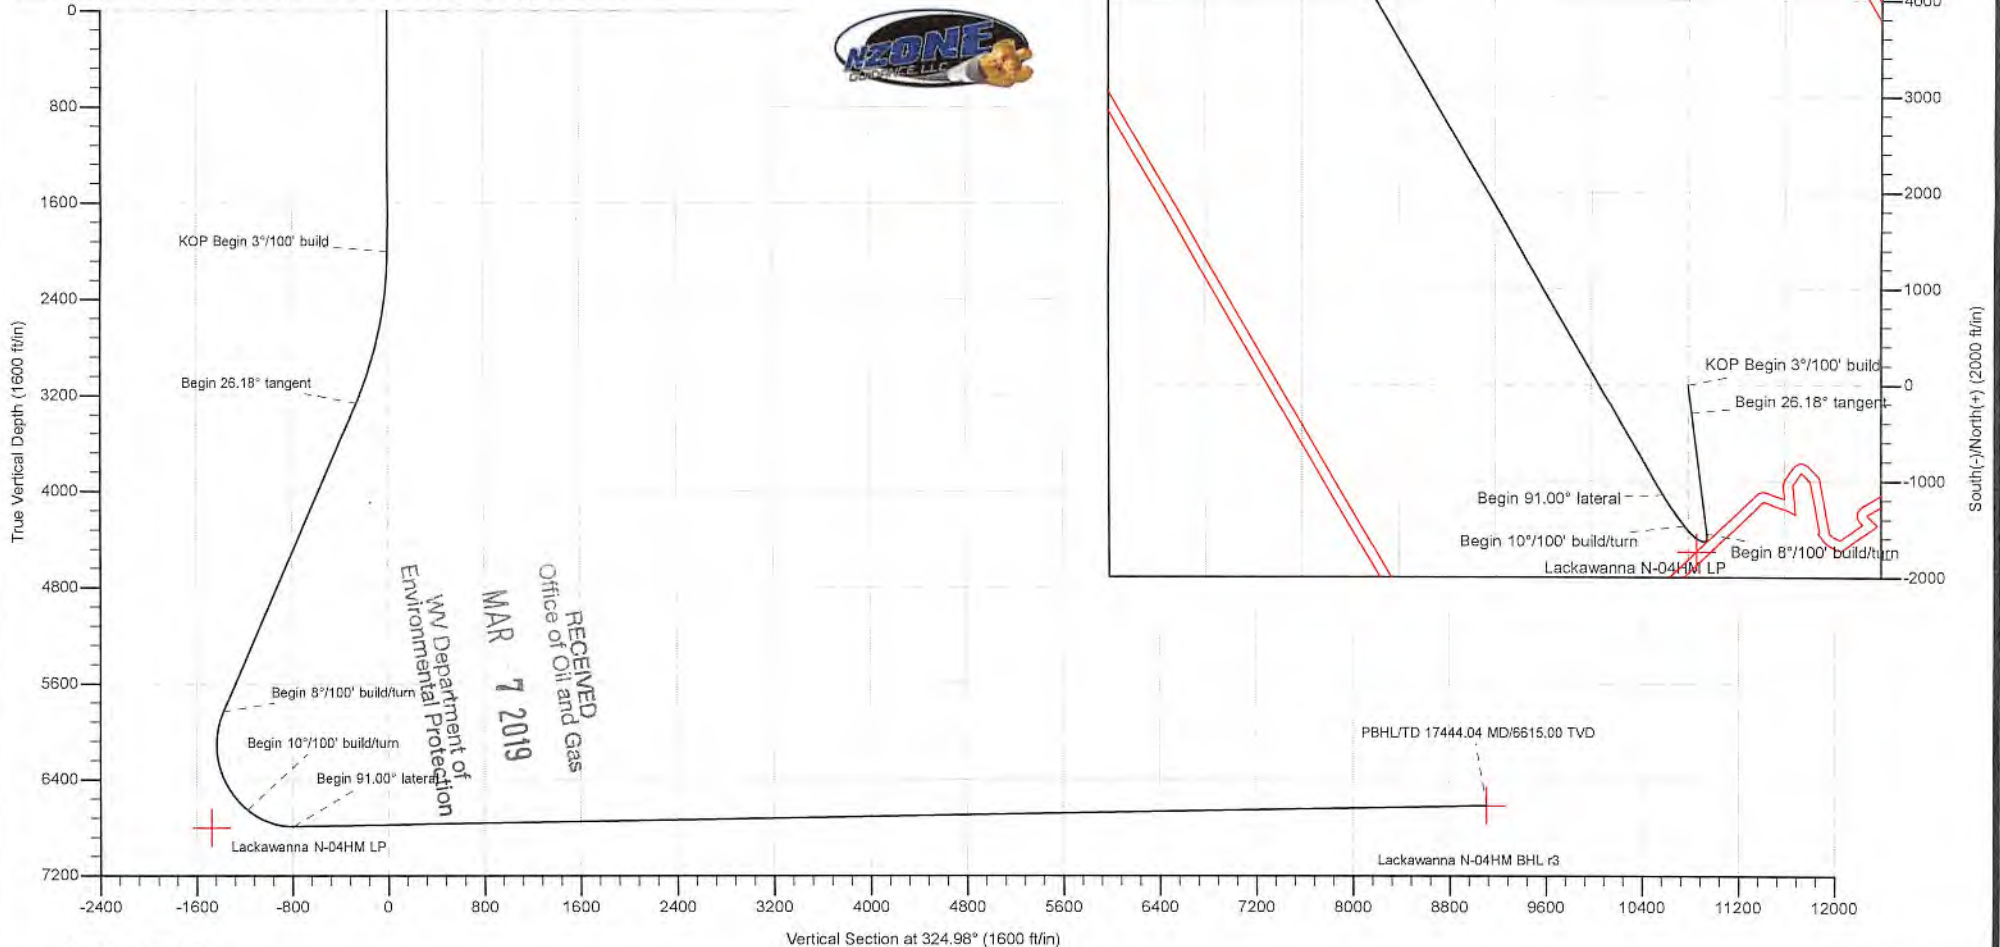 0
800
1600
2400
3200
4000
4800
5600
6400
7200
True Vertical Depth (1600 ft/in)
NZONE
GUIDANCE, LLC
KOP Begin 3°/100' build
Begin 26.18° tangent
Begin 8°/100' build/turn
Begin 10°/100' build/turn
Begin 91.00° lateral
Lackawanna N-04HM LP
RECEIVED
Office of Oil and Gas
MAR 7 2019
WV Department of
Environmental Protection
PBHL/TD 17444.04 MD/6615.00 TVD
Lackawanna N-04HM BHL r3
-2400 -1600 -800 0 800 1600 2400 3200 4000 4800 5600 6400 7200 8000 8800 9600 10400 11200 12000
Vertical Section at 324.98° (1600 ft/in)
4000
3000
2000
1000
0
-1000
-2000
South(-)/North(+) (2000 ft/in)
KOP Begin 3°/100' build
Begin 26.18° tangent
Begin 91.00° lateral
Begin 10°/100' build/turn
Begin 8°/100' build/turn
Lackawanna N-04HM LP